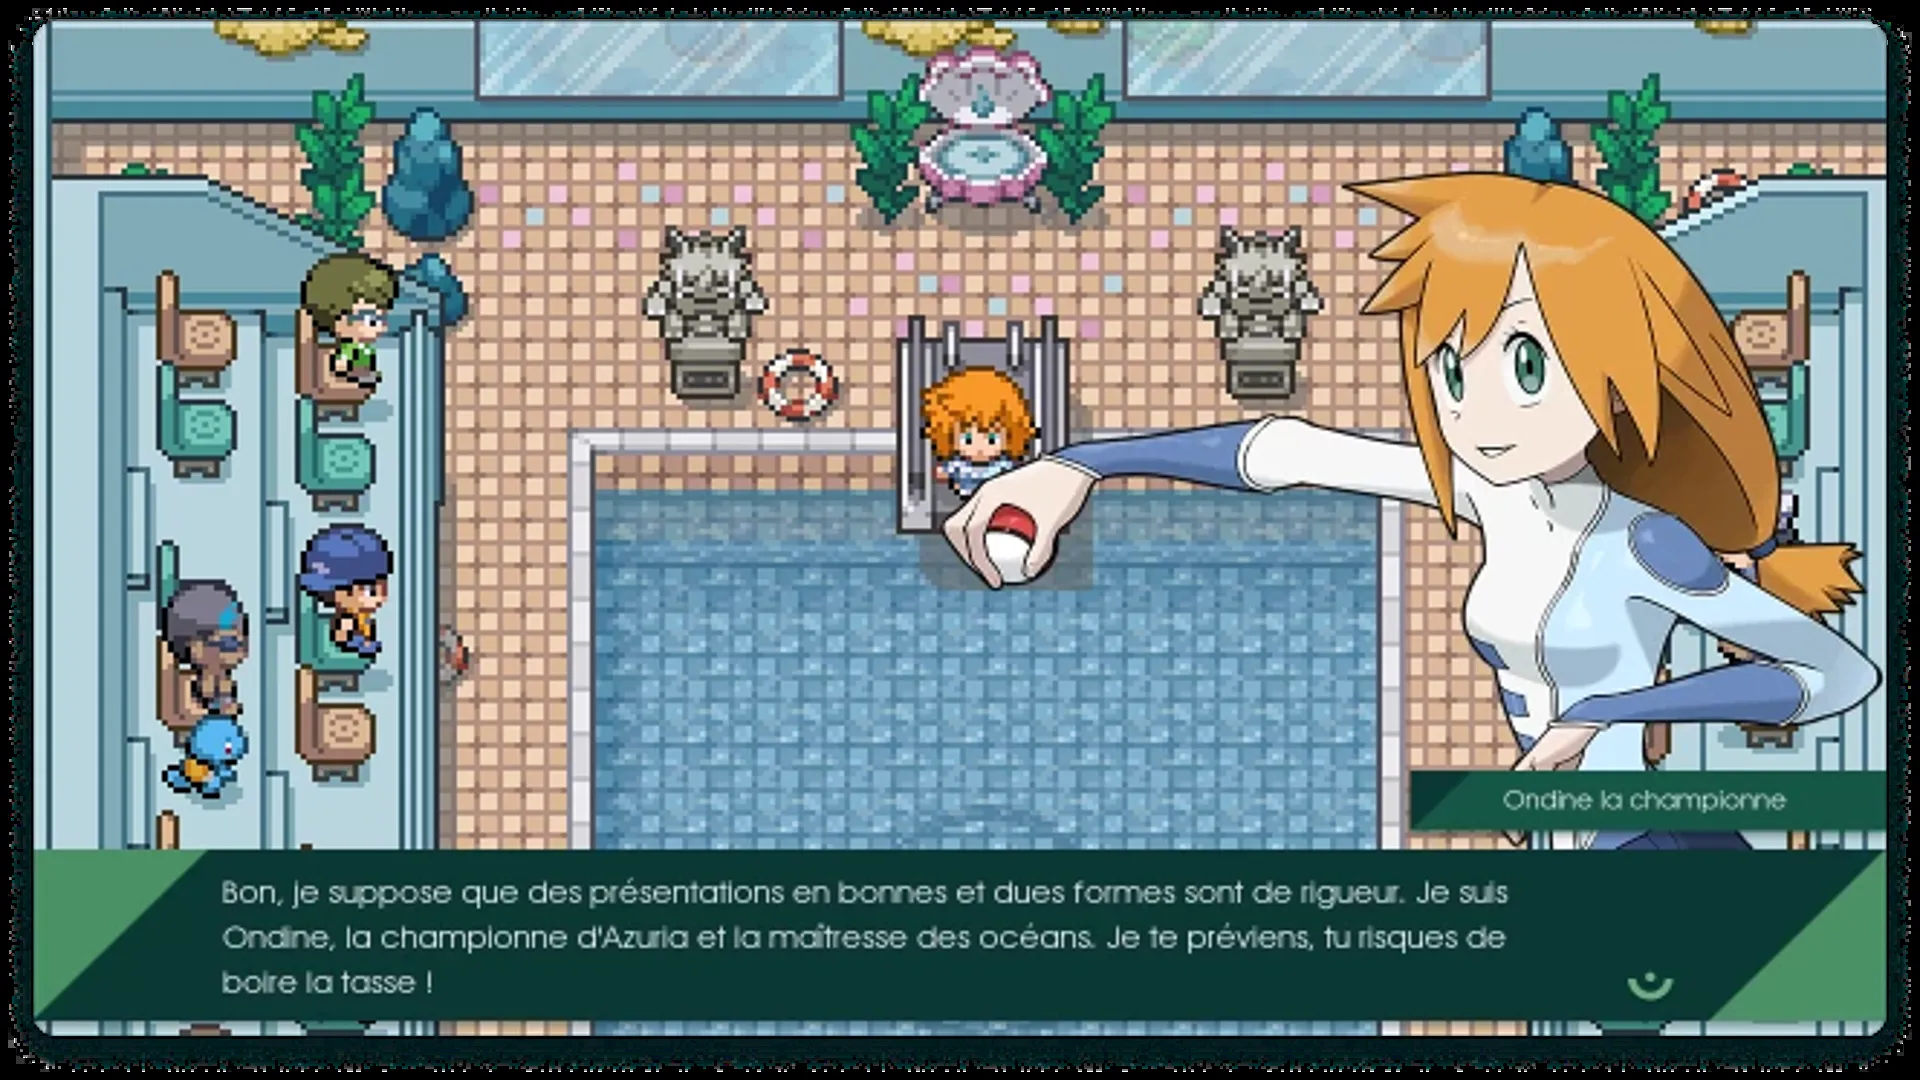 Ondine la championne
Bon, je suppose que des présentations en bonnes et dues formes sont de rigueur. Je suis
Ondine, la championne d'Azuria et la maîtresse des océans. Je te préviens, tu risques de
boire la tasse !